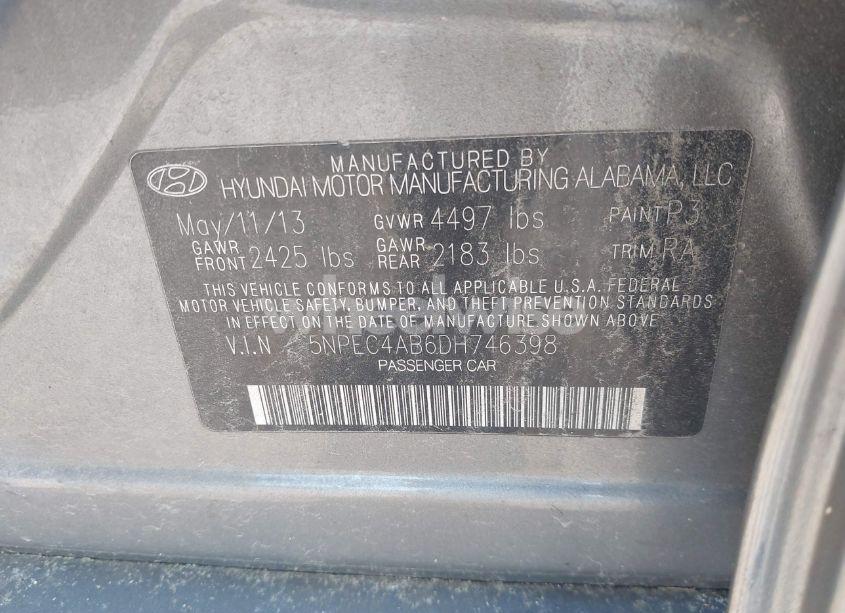 MANUFACTURED BY
HYUNDAI MOTOR MANUFACTURING ALABAMA, LLC
May/11/13 GVWR 4497 lbs PAINT P3
GAWR FRONT 2425 lbs GAWR REAR 2183 lbs TRIM RA
THIS VEHICLE CONFORMS TO ALL APPLICABLE U.S.A. FEDERAL
MOTOR VEHICLE SAFETY, BUMPER, AND THEFT PREVENTION STANDARDS
IN EFFECT ON THE DATE OF MANUFACTURE SHOWN ABOVE
V.I.N 5NPEC4AB6DH746398
PASSENGER CAR